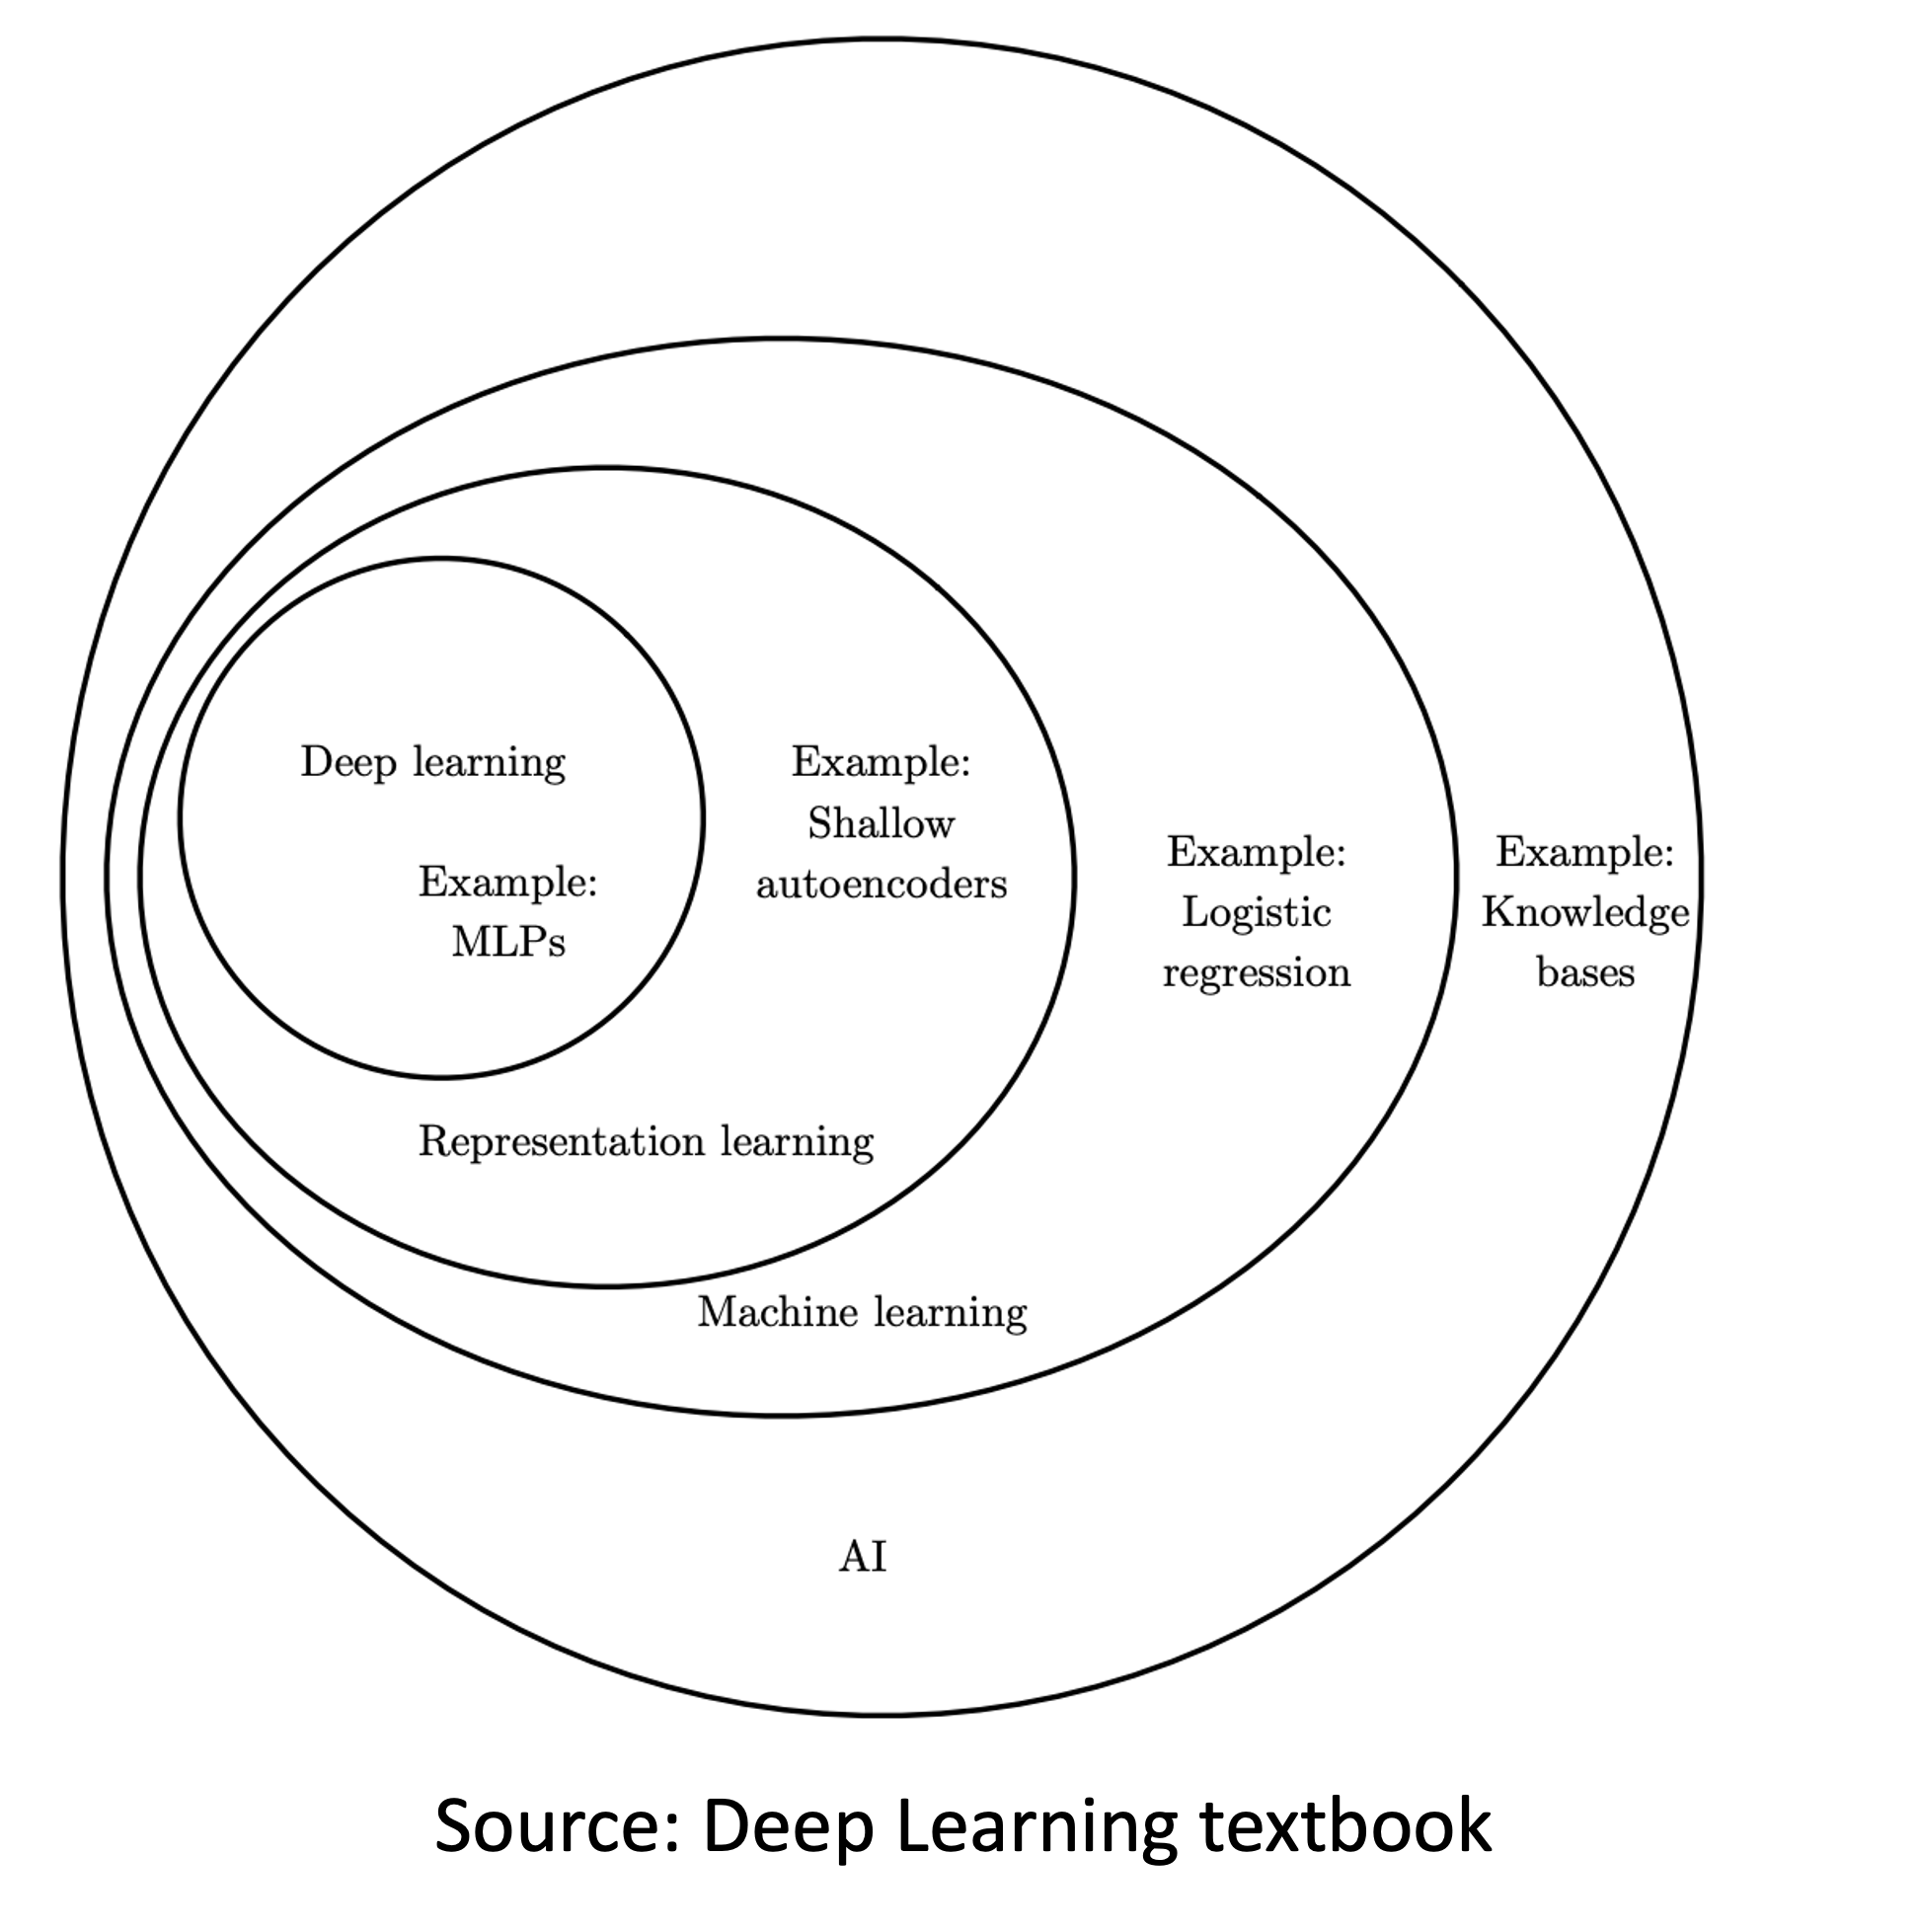 Deep learning
Example:
MLPs
Example:
Shallow
autoencoders
Example:
Logistic
regression
Example:
Knowledge
bases
Representation learning
Machine learning
AI
Source: Deep Learning textbook